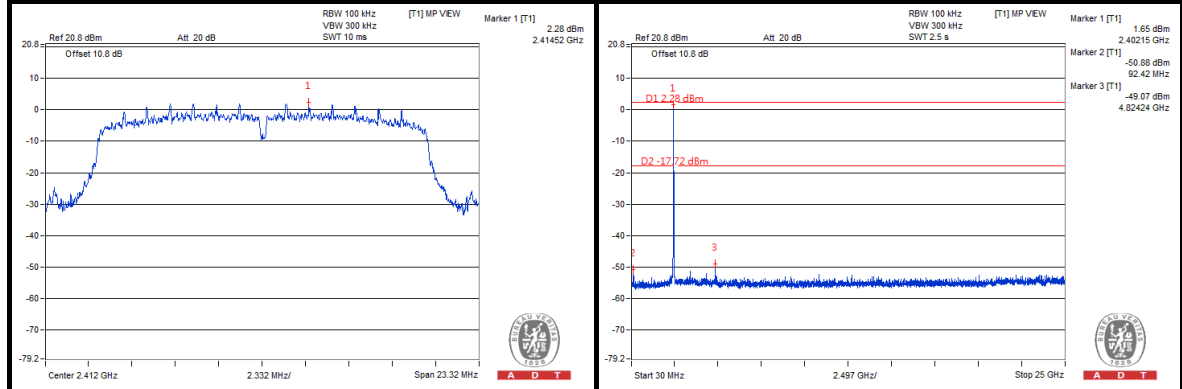 RBW 100 kHz [T1] MP VIEW
VBW 300 kHz
Ref 20.8 dBm Att 20 dB SWT 10 ms
Marker 1 [T1]
2.28 dBm
2.41452 GHz
20.8
Offset 10.8 dB
10
1
0
-10
-20
-30
-40
-50
-60
-70
-79.2
Center 2.412 GHz 2.332 MHz/ Span 23.32 MHz
BUREAU VERITAS
1828
A D T
RBW 100 kHz [T1] MP VIEW
VBW 300 kHz
Ref 20.8 dBm Att 20 dB SWT 2.5 s
Marker 1 [T1]
1.65 dBm
2.40215 GHz
Marker 2 [T1]
-50.88 dBm
92.42 MHz
Marker 3 [T1]
-49.07 dBm
4.82424 GHz
20.8
Offset 10.8 dB
10
1
D1 2.28 dBm
0
-10
D2 -17.72 dBm
-20
-30
-40
2
3
-50
-60
-70
-79.2
Start 30 MHz 2.497 GHz/ Stop 25 GHz
BUREAU VERITAS
1828
A D T